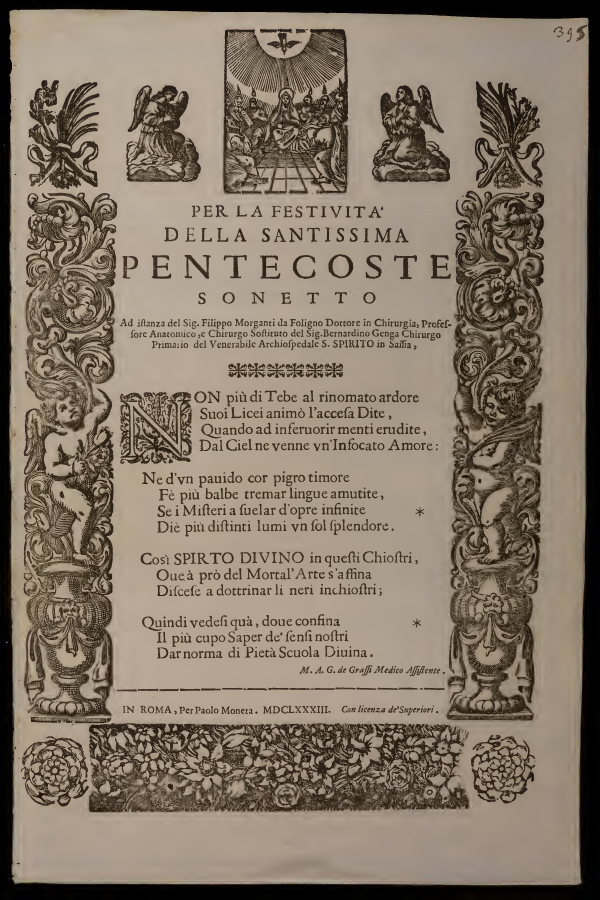 395
PER LA FESTIVITA'
DELLA SANTISSIMA
PENTECOSTE
SONETTO
Ad iſtanza del Sig. Filippo Morganti da Foligno Dottore in Chirurgia, Profeſ-
ſore Anatomico, e Chirurgo Soſtituto del Sig. Bernardino Genga Chirurgo
Primario del Venerabile Archioſpedale S. SPIRITO in Saſſia,
NON più di Tebe al rinomato ardore
Suoi Licei animò l'acceſa Dite,
Quando ad inferuorir menti erudite,
Dal Ciel ne venne vn'Infocato Amore:
Ne d'vn pauido cor pigro timore
Fè più balbe tremar lingue amutite,
Se i Miſteri a ſuelar d'opre infinite *
Diè più diſtinti lumi vn ſol ſplendore.
Così SPIRTO DIVINO in queſti Chioſtri,
Oue à prò del Mortal'Arte s'affina
Diſceſe a dottrinar li neri inchioſtri;
Quindi vedeſi quà, doue confina *
Il più cupo Saper de' ſenſi noſtri
Dar norma di Pietà Scuola Diuina.
M. A. G. de Graſſi Medico Aſſiſtente.
IN ROMA, Per Paolo Moneta. MDCLXXXIII. Con licenza de' Superiori.